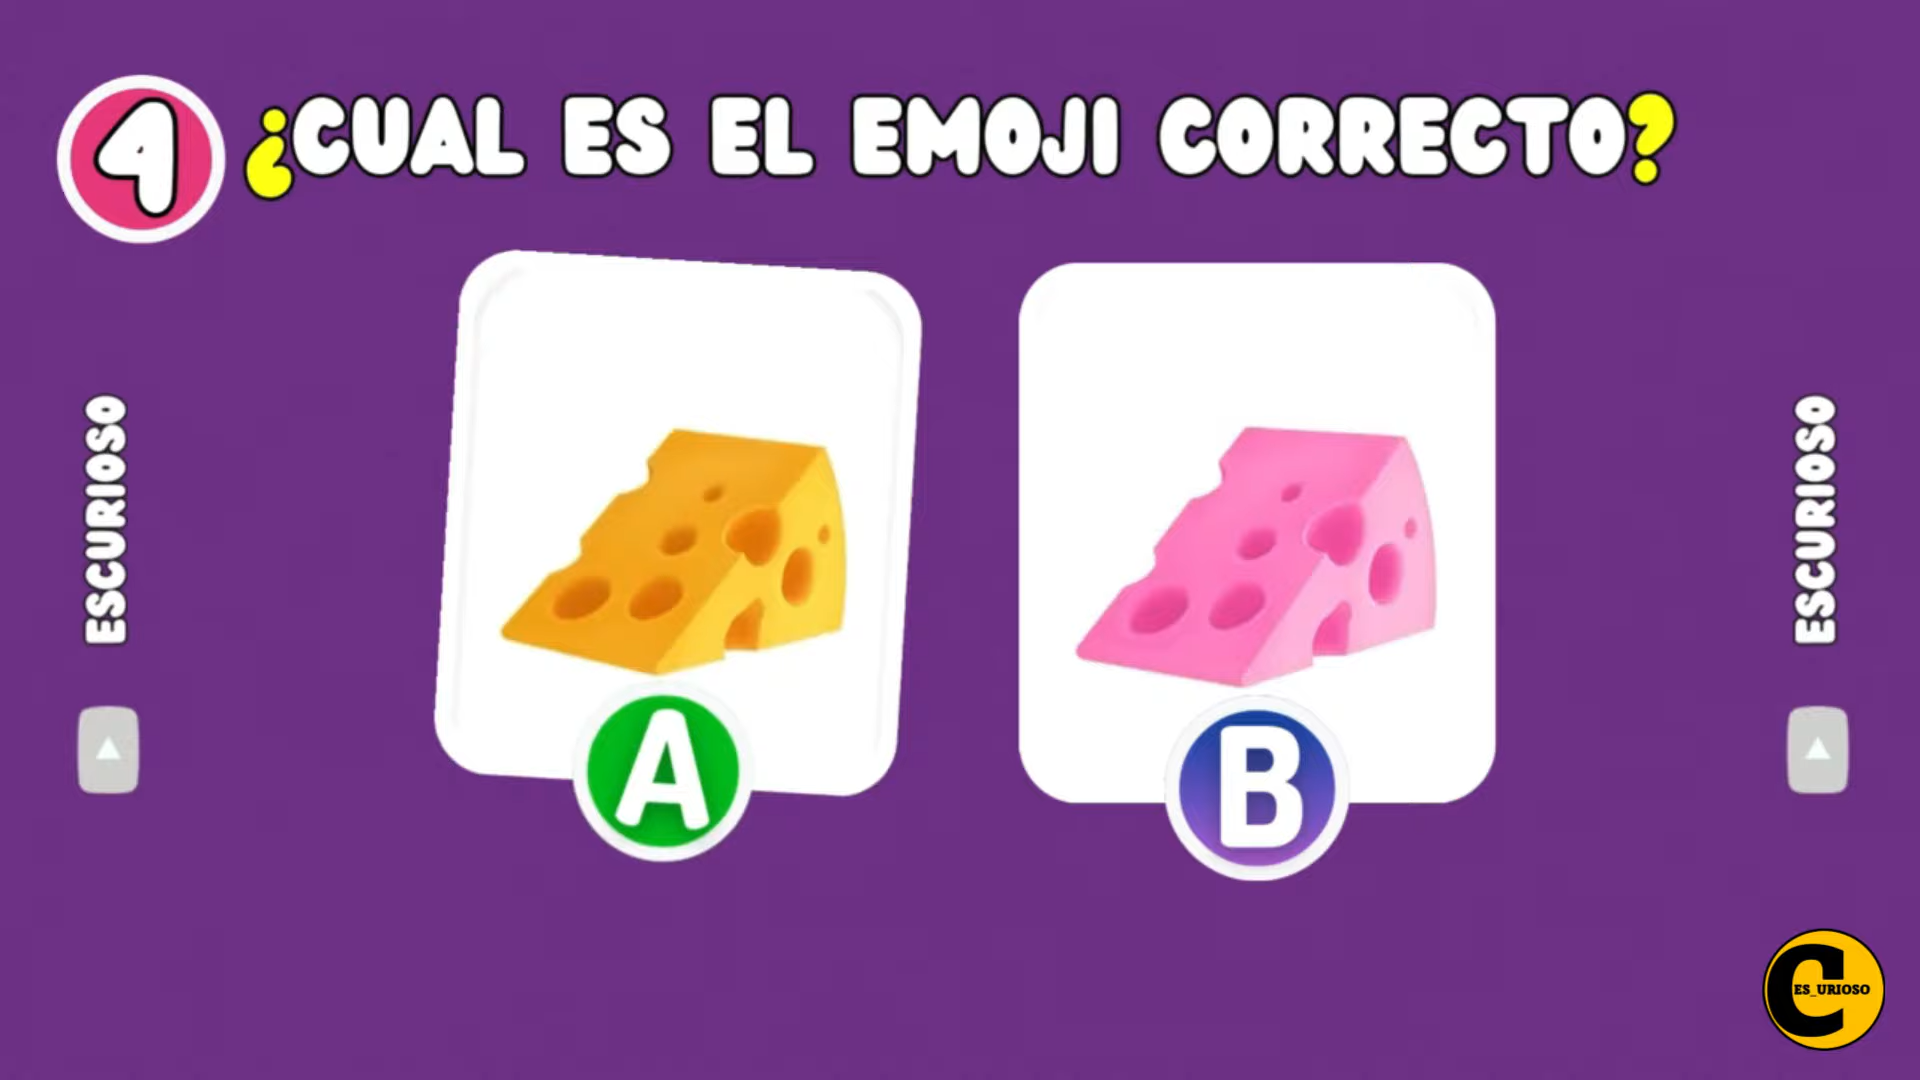 4
¿CUAL ES EL EMOJI CORRECTO?
ESCURIOSO
ESCURIOSO
A
B
C
ES_URIOSO